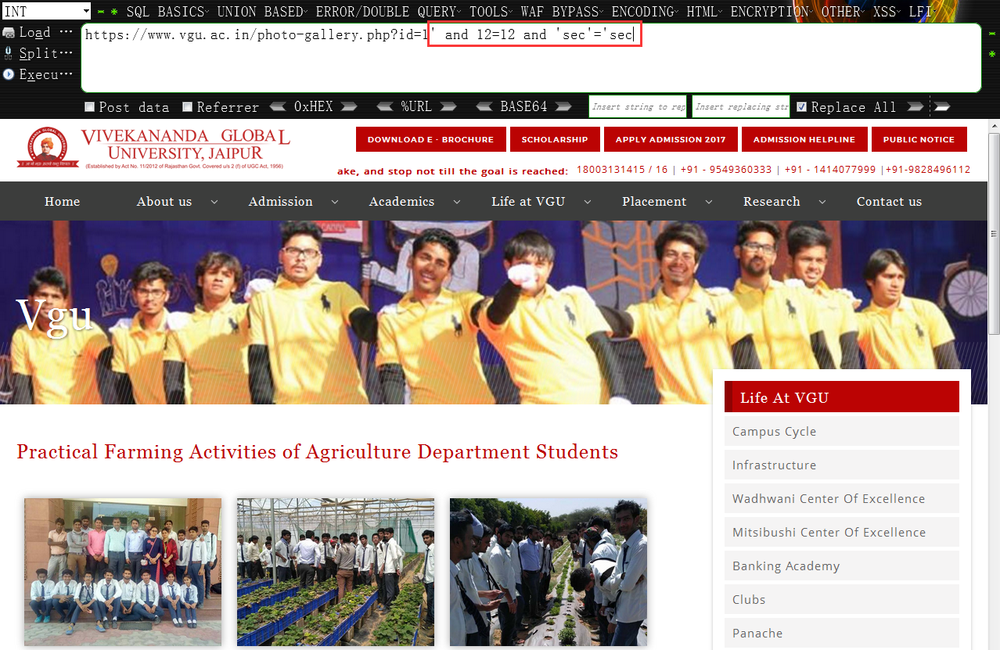 INT SQL BASICS UNION BASED ERROR/DOUBLE QUERY TOOLS WAF BYPASS ENCODING HTML ENCRYPTION OTHER XSS LFI
Load ···
Split···
Execu···
https://www.vgu.ac.in/photo-gallery.php?id=1' and 12=12 and 'sec'='sec
Post data Referrer 0xHEX %URL BASE64 Insert string to rep Insert replacing str Replace All
VIVEKANANDA GLOBAL
UNIVERSITY, JAIPUR
(Established by Act No. 11/2012 of Rajasthan Govt. Covered u/s 2 (f) of UGC Act, 1956)
DOWNLOAD E - BROCHURE
SCHOLARSHIP
APPLY ADMISSION 2017
ADMISSION HELPLINE
PUBLIC NOTICE
ake, and stop not till the goal is reached:
18003131415 / 16 | +91 - 9549360333 | +91 - 1414077999 |+91-9828496112
Home
About us
Admission
Academics
Life at VGU
Placement
Research
Contact us
Vgu
Practical Farming Activities of Agriculture Department Students
Life At VGU
Campus Cycle
Infrastructure
Wadhwani Center Of Excellence
Mitsibushi Center Of Excellence
Banking Academy
Clubs
Panache